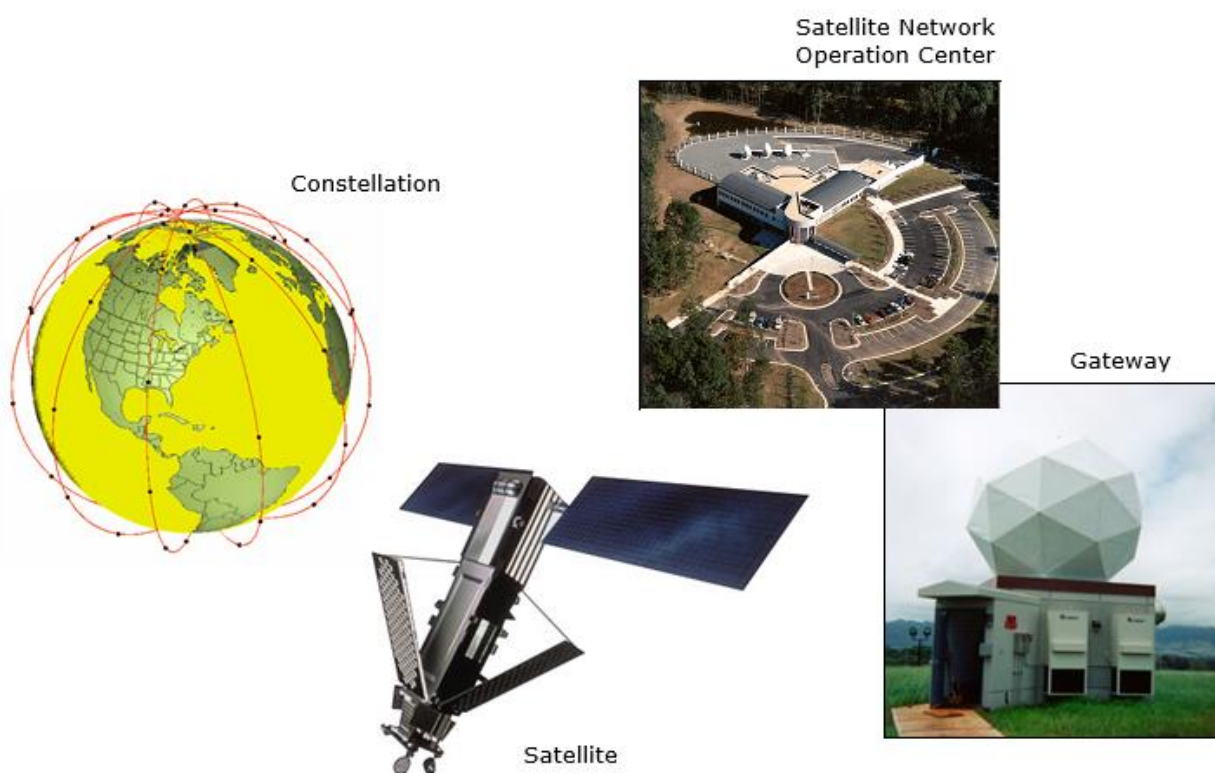 Satellite Network
Operation Center
Constellation
Gateway
Satellite